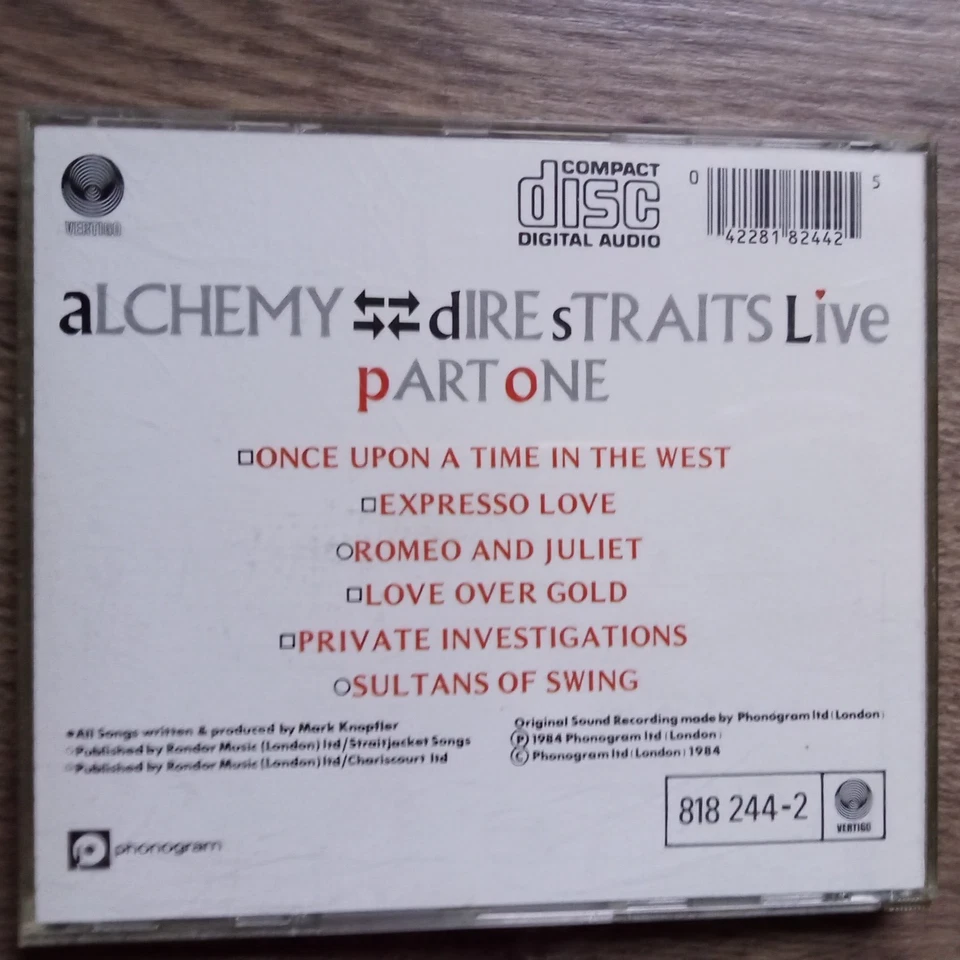 VERTIGO
COMPACT
disc
DIGITAL AUDIO
0 42281 82442 5
aLCHEMY dIRE sTRAITS Live
pART oNE
ONCE UPON A TIME IN THE WEST
EXPRESSO LOVE
ROMEO AND JULIET
LOVE OVER GOLD
PRIVATE INVESTIGATIONS
SULTANS OF SWING
All Songs written & produced by Mark Knopfler
Published by Rondor Music (London) ltd/Straitjacket Songs
Published by Rondor Music (London) ltd/Chariscourt ltd
Original Sound Recording made by Phonogram ltd (London)
Ⓟ 1984 Phonogram ltd (London)
© Phonogram ltd (London) 1984
818 244-2
VERTIGO
phonogram